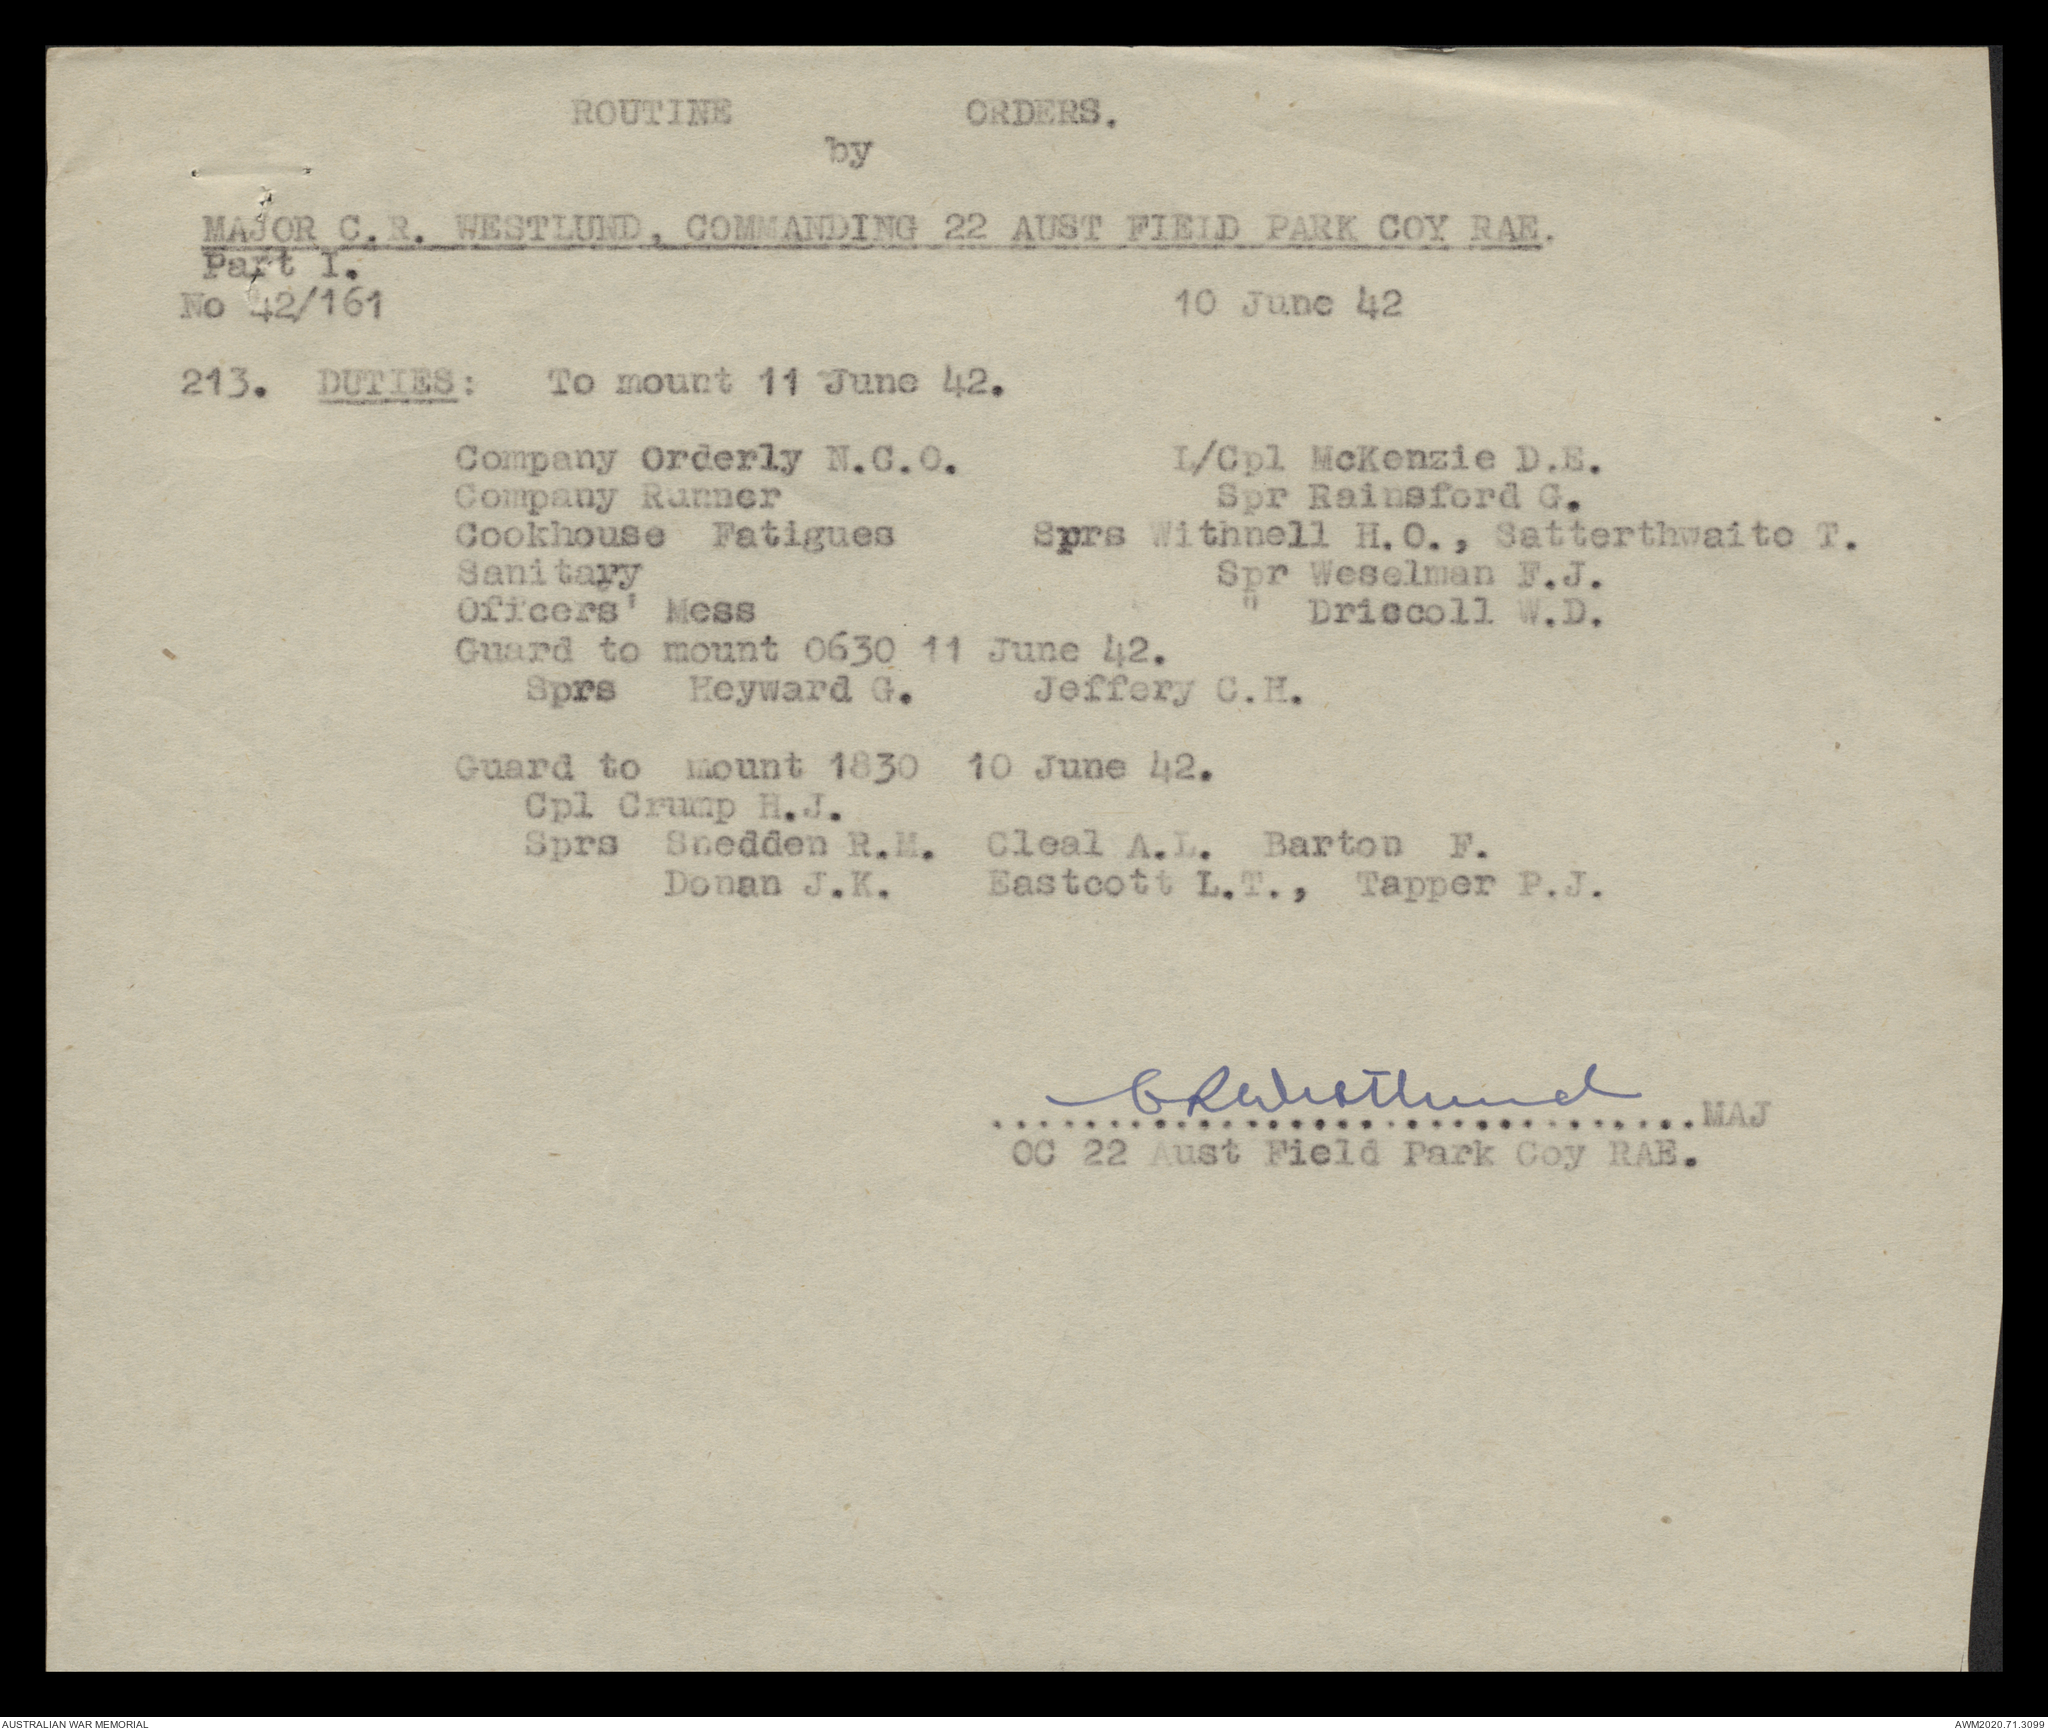 ROUTINE ORDERS.
by
MAJOR C.R. WESTLUND, COMMANDING 22 AUST FIELD PARK COY RAE.
Part I.
No 42/161 10 June 42
213. DUTIES: To mount 11 June 42.
Company Orderly N.C.O. L/Cpl McKenzie D.E.
Company Runner Spr Rainsford G.
Cookhouse Fatigues Sprs Withnell H.O., Satterthwaite T.
Sanitary Spr Weselman F.J.
Officers' Mess " Driscoll W.D.
Guard to mount 0630 11 June 42.
Sprs Heyward G. Jeffery C.H.
Guard to mount 1830 10 June 42.
Cpl Crump H.J.
Sprs Snedden R.M. Cleal A.L. Barton F.
Donan J.K. Eastcott L.T., Tapper P.J.
C R Westlund
..............................MAJ
OC 22 Aust Field Park Coy RAE.
AUSTRALIAN WAR MEMORIAL AWM2020.71.3099